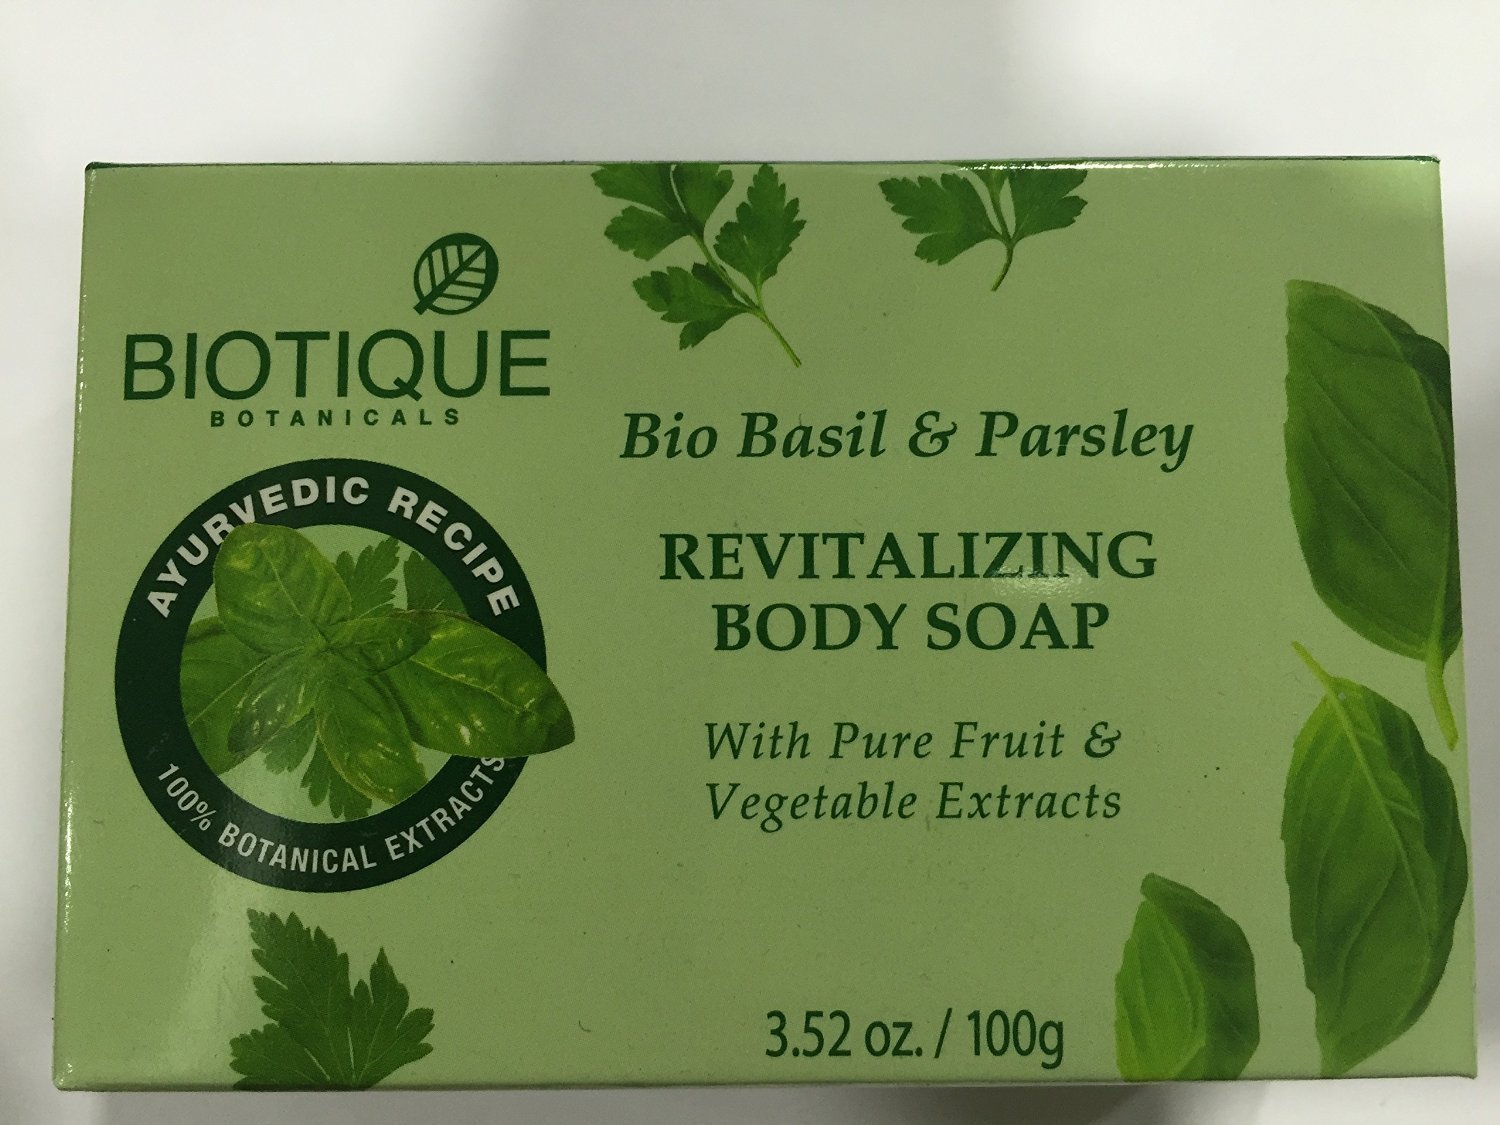 BIOTIQUE
BOTANICALS
AYURVEDIC RECIPE
100% BOTANICAL EXTRACTS
Bio Basil & Parsley
REVITALIZING
BODY SOAP
With Pure Fruit &
Vegetable Extracts
3.52 oz. / 100g